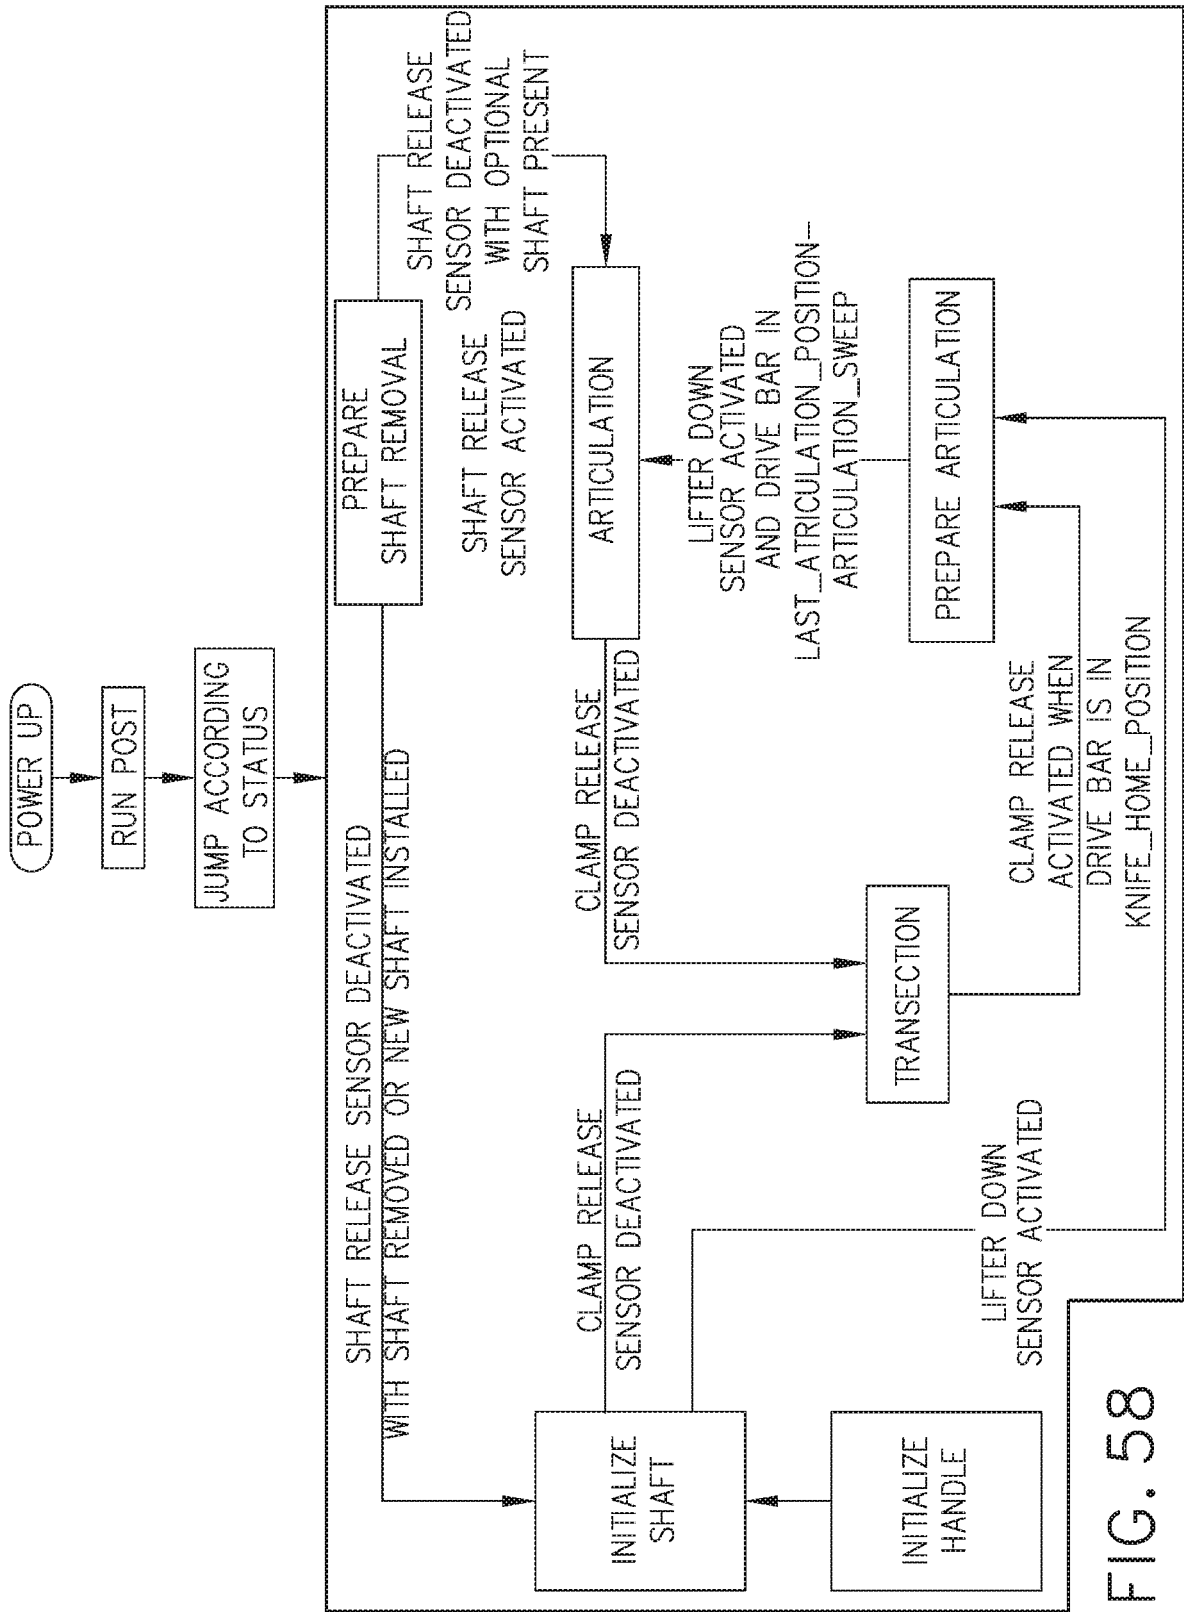 POWER UP
RUN POST
JUMP ACCORDING
TO STATUS
SHAFT RELEASE SENSOR DEACTIVATED
WITH SHAFT REMOVED OR NEW SHAFT INSTALLED
PREPARE
SHAFT REMOVAL
SHAFT RELEASE
SENSOR DEACTIVATED
WITH OPTIONAL
SHAFT PRESENT
SHAFT RELEASE
SENSOR ACTIVATED
INITIALIZE
SHAFT
CLAMP RELEASE
SENSOR DEACTIVATED
CLAMP RELEASE
SENSOR DEACTIVATED
ARTICULATION
LIFTER DOWN
SENSOR ACTIVATED
AND DRIVE BAR IN
LAST_ATRICULATION_POSITION-
ARTICULATION_SWEEP
INITIALIZE
HANDLE
TRANSECTION
PREPARE ARTICULATION
LIFTER DOWN
SENSOR ACTIVATED
CLAMP RELEASE
ACTIVATED WHEN
DRIVE BAR IS IN
KNIFE_HOME_POSITION
FIG. 58